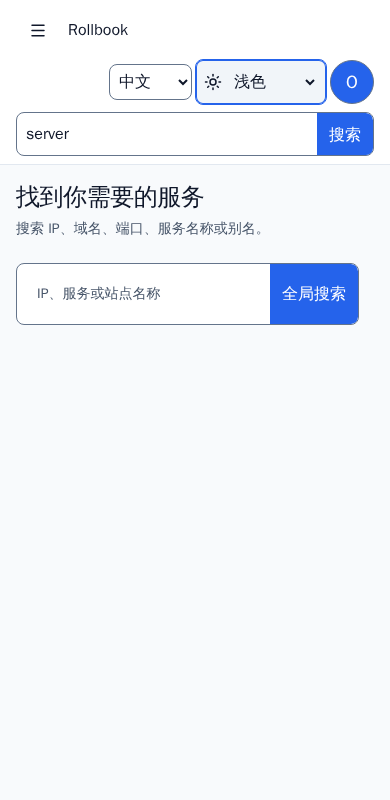 Rollbook
中文
浅色
O
server
搜索
找到你需要的服务
搜索 IP、域名、端口、服务名称或别名。
IP、服务或站点名称
全局搜索